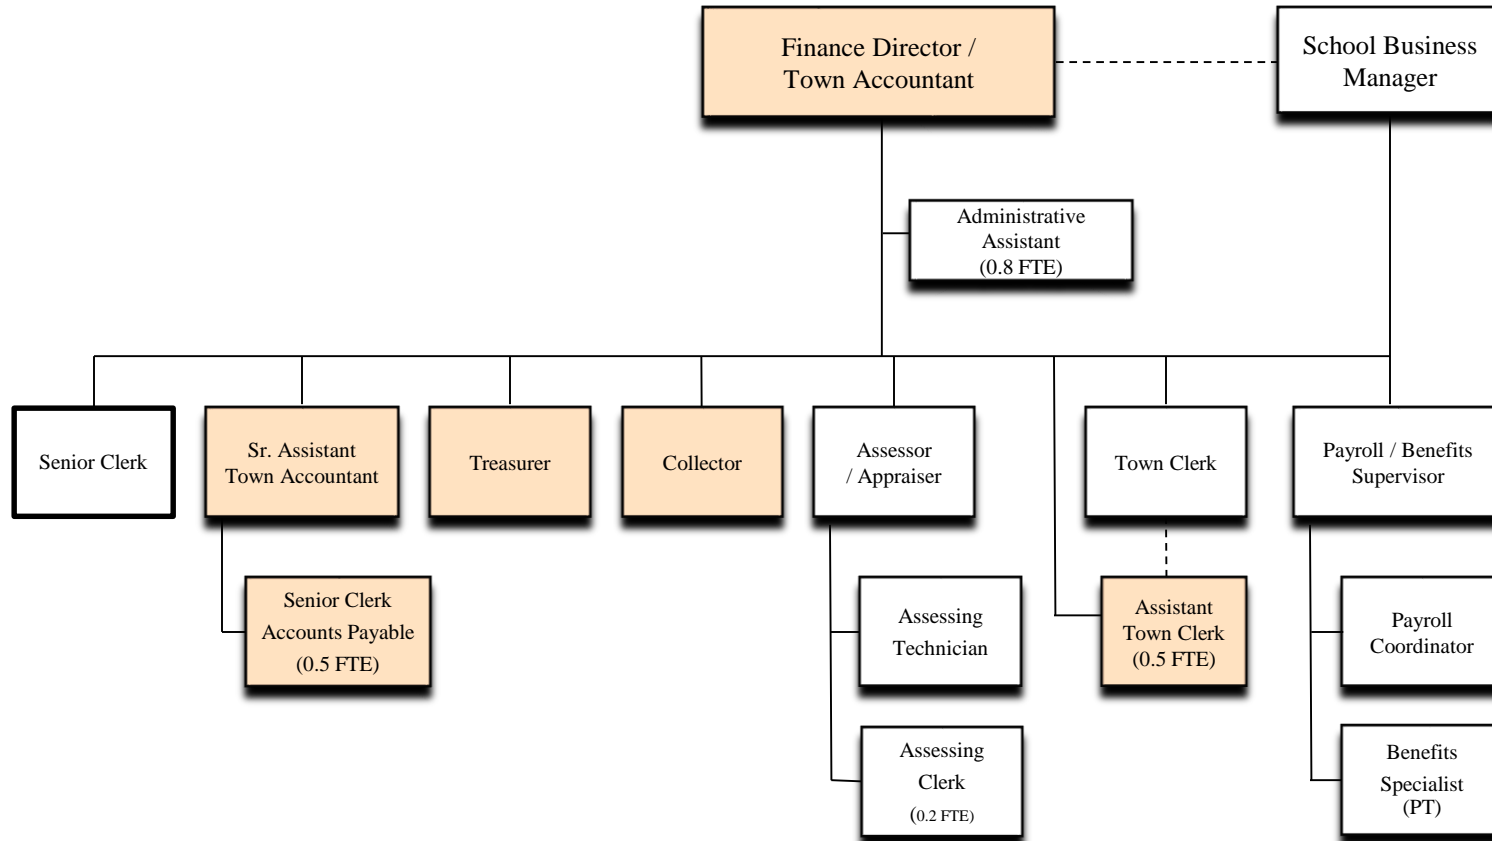 Finance Director /
Town Accountant
School Business
Manager
Administrative
Assistant
(0.8 FTE)
Senior Clerk
Sr. Assistant
Town Accountant
Treasurer
Collector
Assessor
/ Appraiser
Town Clerk
Payroll / Benefits
Supervisor
Senior Clerk
Accounts Payable
(0.5 FTE)
Assessing
Technician
Assistant
Town Clerk
(0.5 FTE)
Payroll
Coordinator
Assessing
Clerk
(0.2 FTE)
Benefits
Specialist
(PT)